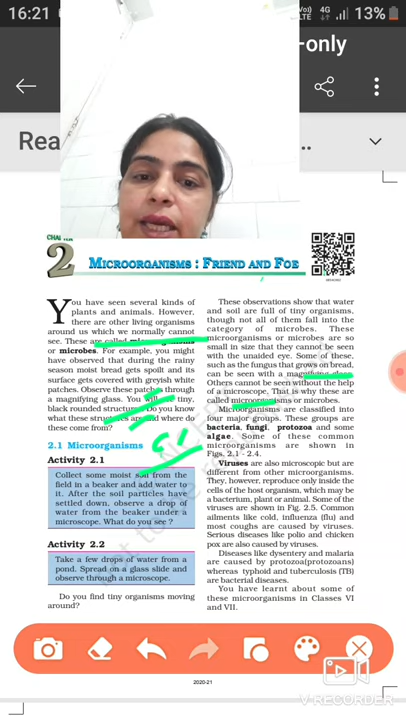 16:21
Voi)
LTE
4G
13%
-only
Rea
..
CHAPTER
2
MICROORGANISMS : FRIEND AND FOE
You have seen several kinds of
plants and animals. However,
there are other living organisms
around us which we normally cannot
see. These are called microorganisms
or microbes. For example, you might
have observed that during the rainy
season moist bread gets spoilt and its
surface gets covered with greyish white
patches. Observe these patches through
a magnifying glass. You will see tiny,
black rounded structures. Do you know
what these structures are and where do
these come from?
2.1 Microorganisms
Activity 2.1
Collect some moist soil from the
field in a beaker and add water to
it. After the soil particles have
settled down, observe a drop of
water from the beaker under a
microscope. What do you see ?
Activity 2.2
Take a few drops of water from a
pond. Spread on a glass slide and
observe through a microscope.
Do you find tiny organisms moving
around?
These observations show that water
and soil are full of tiny organisms,
though not all of them fall into the
category of microbes. These
microorganisms or microbes are so
small in size that they cannot be seen
with the unaided eye. Some of these,
such as the fungus that grows on bread,
can be seen with a magnifying glass.
Others cannot be seen without the help
of a microscope. That is why these are
called microorganisms or microbes.
Microorganisms are classified into
four major groups. These groups are
bacteria, fungi, protozoa and some
algae. Some of these common
microorganisms are shown in
Figs. 2.1 - 2.4.
Viruses are also microscopic but are
different from other microorganisms.
They, however, reproduce only inside the
cells of the host organism, which may be
a bacterium, plant or animal. Some of the
viruses are shown in Fig. 2.5. Common
ailments like cold, influenza (flu) and
most coughs are caused by viruses.
Serious diseases like polio and chicken
pox are also caused by viruses.
Diseases like dysentery and malaria
are caused by protozoa(protozoans)
whereas typhoid and tuberculosis (TB)
are bacterial diseases.
You have learnt about some of
these microorganisms in Classes VI
and VII.
2020-21
V RECORDER